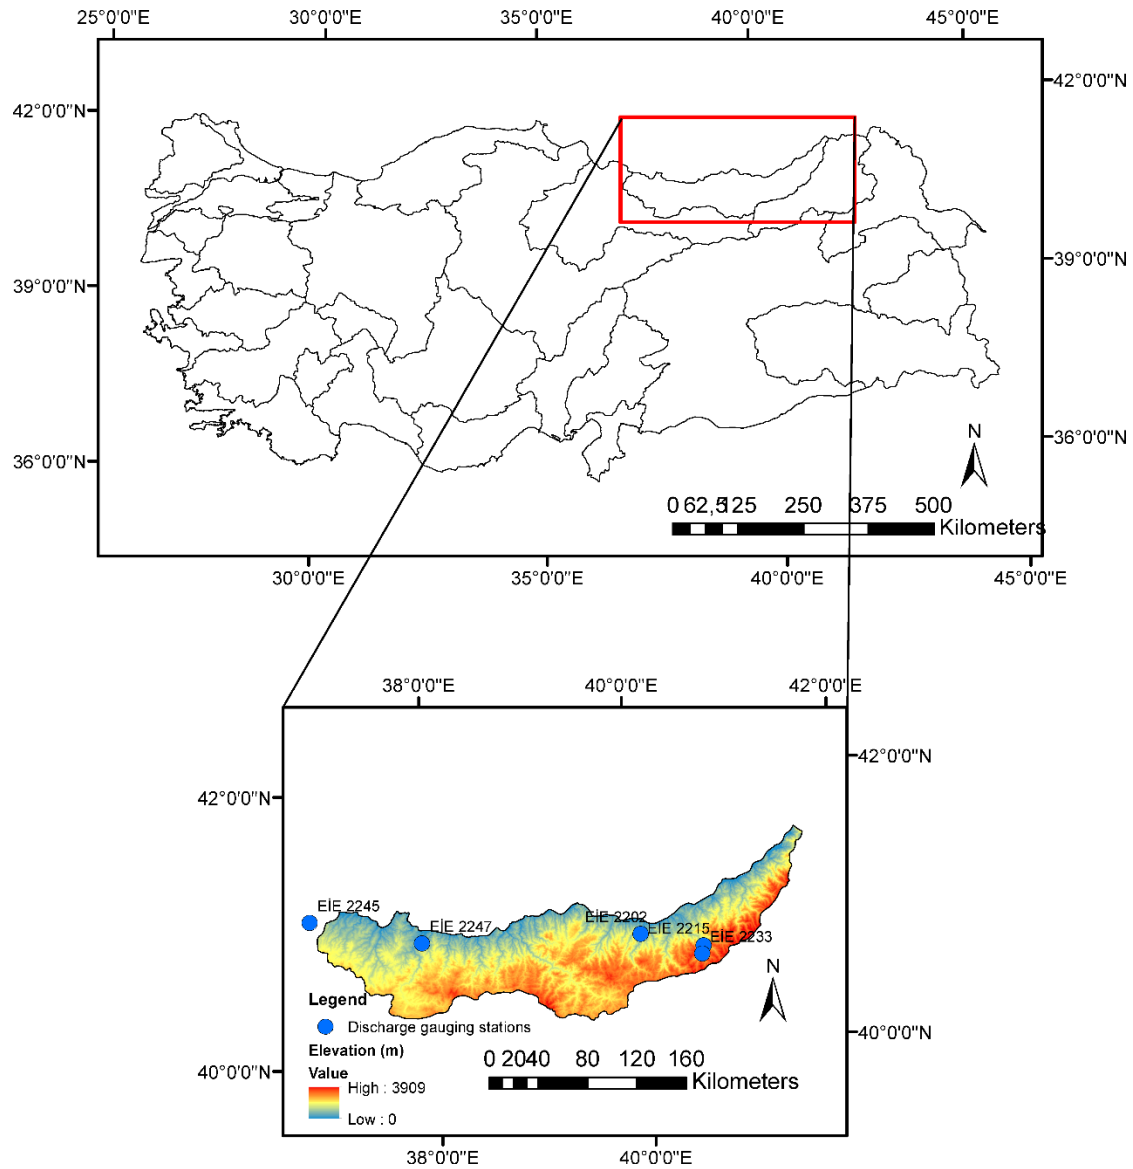 25°0'0"E 30°0'0"E 35°0'0"E 40°0'0"E 45°0'0"E
42°0'0"N 42°0'0"N
39°0'0"N 39°0'0"N
36°0'0"N 36°0'0"N
N
0 62,5 125 250 375 500
Kilometers
30°0'0"E 35°0'0"E 40°0'0"E 45°0'0"E
38°0'0"E 40°0'0"E 42°0'0"E
42°0'0"N
42°0'0"N
EİE 2245
EİE 2247
EİE 2202
EİE 2215
EİE 2233
N
Legend
Discharge gauging stations
Elevation (m)
Value
High : 3909
Low : 0
0 20 40 80 120 160
Kilometers
40°0'0"N
40°0'0"N
38°0'0"E 40°0'0"E